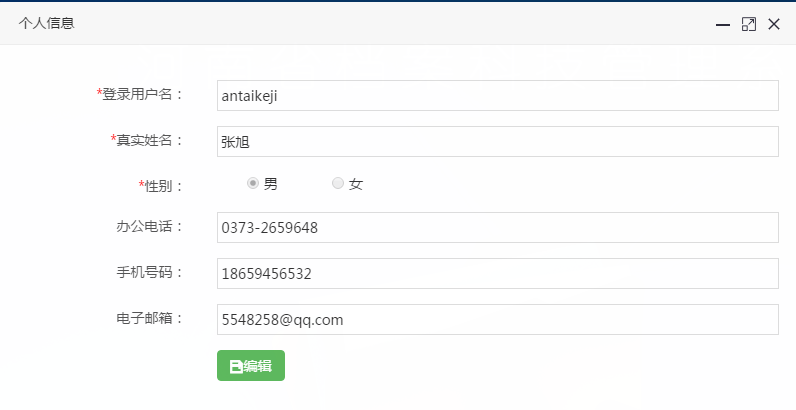 个人信息
*登录用户名： antaikeji
*真实姓名： 张旭
*性别： 男 女
办公电话： 0373-2659648
手机号码： 18659456532
电子邮箱： 5548258@qq.com
编辑